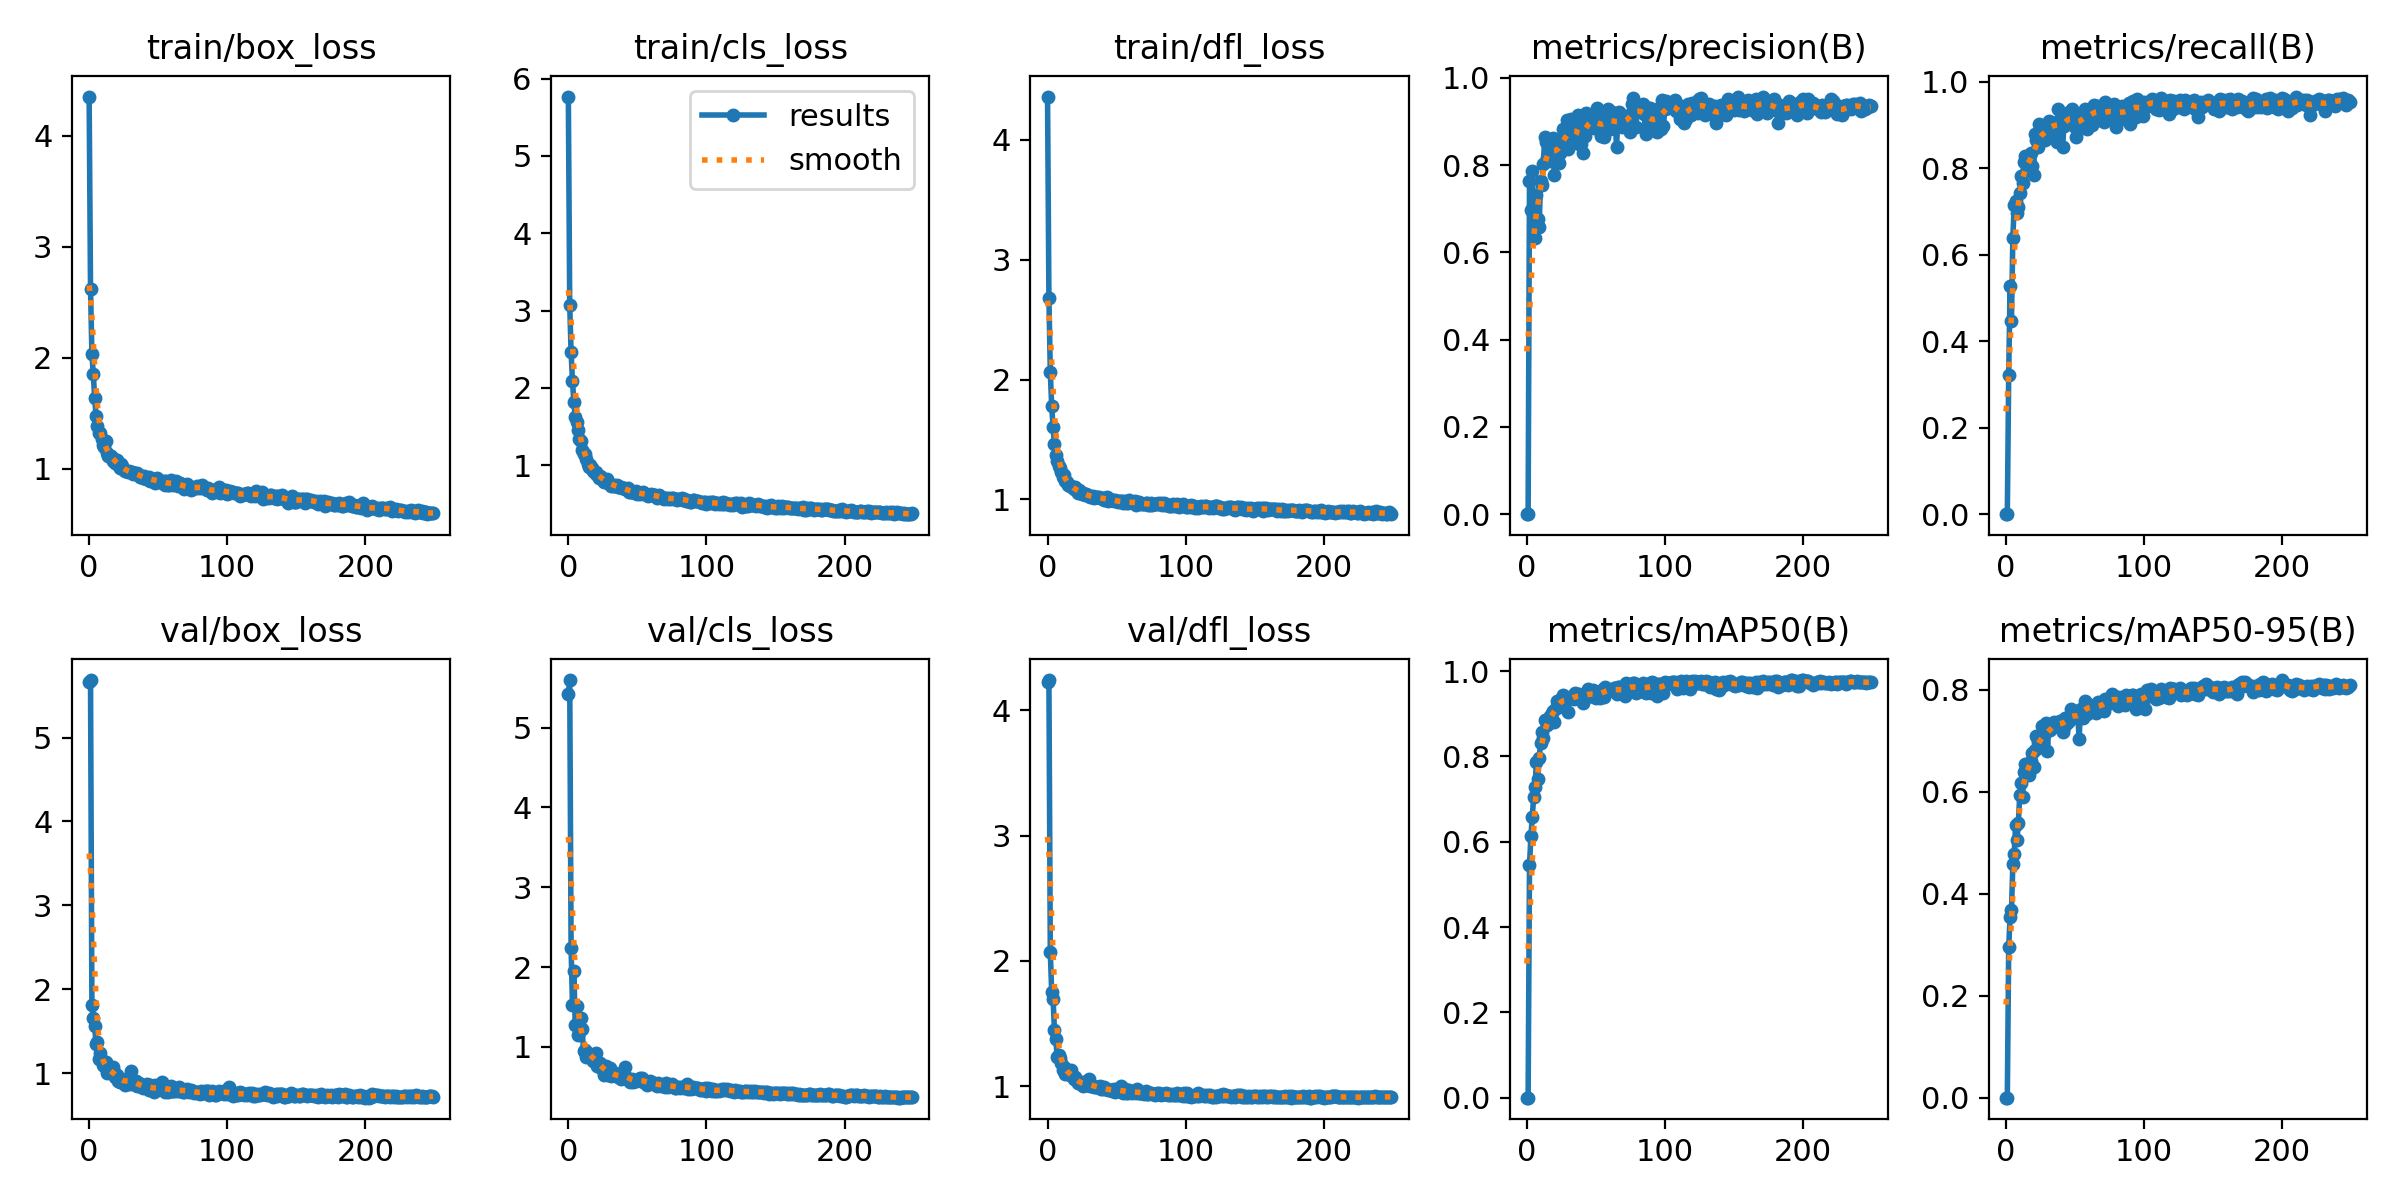 train/box_loss
4
3
2
1
0 100 200
train/cls_loss
6
5
4
3
2
1
0 100 200
results
smooth
train/dfl_loss
4
3
2
1
0 100 200
metrics/precision(B)
1.0
0.8
0.6
0.4
0.2
0.0
0 100 200
metrics/recall(B)
1.0
0.8
0.6
0.4
0.2
0.0
0 100 200
val/box_loss
5
4
3
2
1
0 100 200
val/cls_loss
5
4
3
2
1
0 100 200
val/dfl_loss
4
3
2
1
0 100 200
metrics/mAP50(B)
1.0
0.8
0.6
0.4
0.2
0.0
0 100 200
metrics/mAP50-95(B)
0.8
0.6
0.4
0.2
0.0
0 100 200